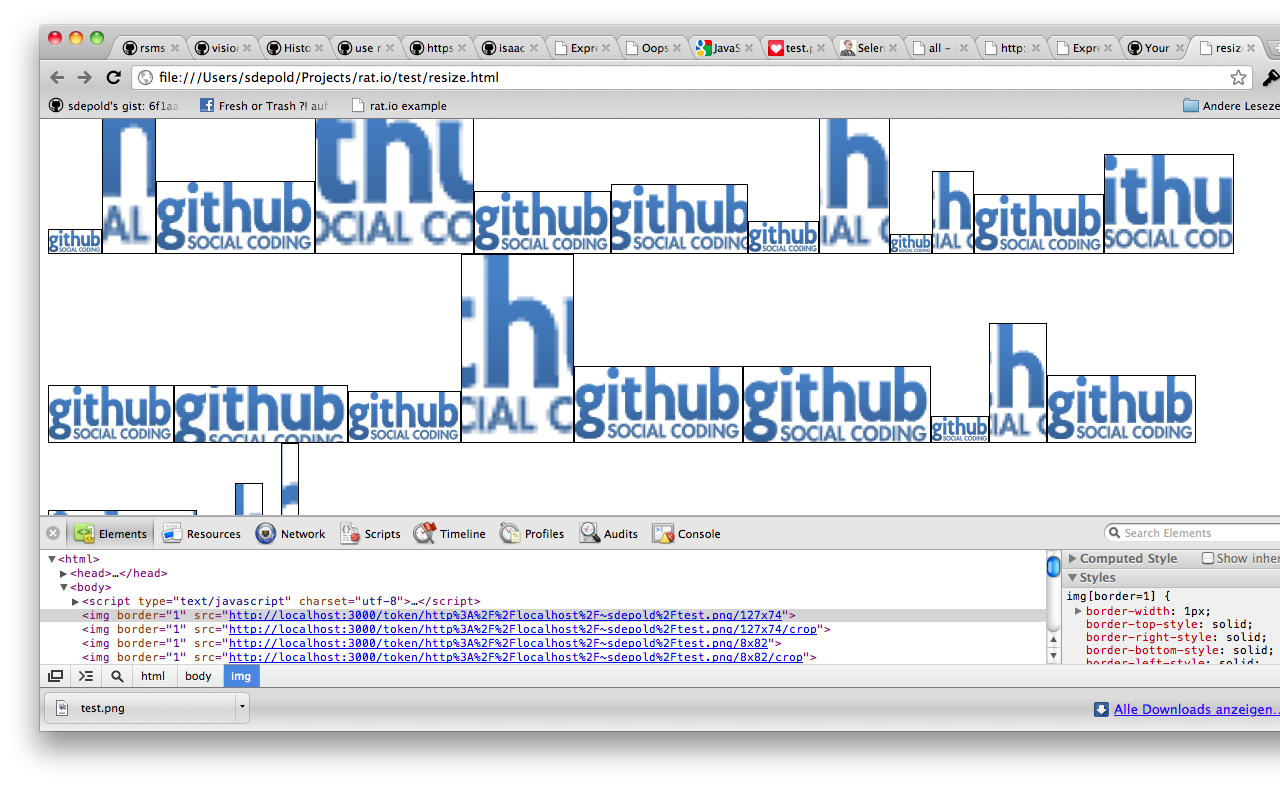 rsms visio Histo use r https isaac Expre Oops JavaS test.p Selen all – http: Expre Your resize
file:///Users/sdepold/Projects/rat.io/test/resize.html
sdepold's gist: 6f1aa Fresh or Trash ?! auf rat.io example Andere Leseze
github SOCIAL CODING
AL
github SOCIAL CODING
thu
OCIAL CO
github SOCIAL CODING
github SOCIAL CODING
github SOCIAL CODING
h
IAL C
github SOCIAL CODING
h
IAL C
github SOCIAL CODING
ithu
SOCIAL COD
github SOCIAL CODING
github SOCIAL CODING
github SOCIAL CODING
hu
CIAL C
github SOCIAL CODING
github SOCIAL CODING
github SOCIAL CODING
h
IAL C
github SOCIAL CODING
Elements Resources Network Scripts Timeline Profiles Audits Console Search Elements
<html>
<head>…</head>
<body>
<script type="text/javascript" charset="utf-8">…</script>
<img border="1" src="http://localhost:3000/token/http%3A%2F%2Flocalhost%2F~sdepold%2Ftest.png/127x74">
<img border="1" src="http://localhost:3000/token/http%3A%2F%2Flocalhost%2F~sdepold%2Ftest.png/127x74/crop">
<img border="1" src="http://localhost:3000/token/http%3A%2F%2Flocalhost%2F~sdepold%2Ftest.png/8x82">
<img border="1" src="http://localhost:3000/token/http%3A%2F%2Flocalhost%2F~sdepold%2Ftest.png/8x82/crop">
Computed Style Show inher
Styles
img[border=1] {
border-width: 1px;
border-top-style: solid;
border-right-style: solid;
border-bottom-style: solid;
border-left-style: solid;
html body img
test.png Alle Downloads anzeigen..